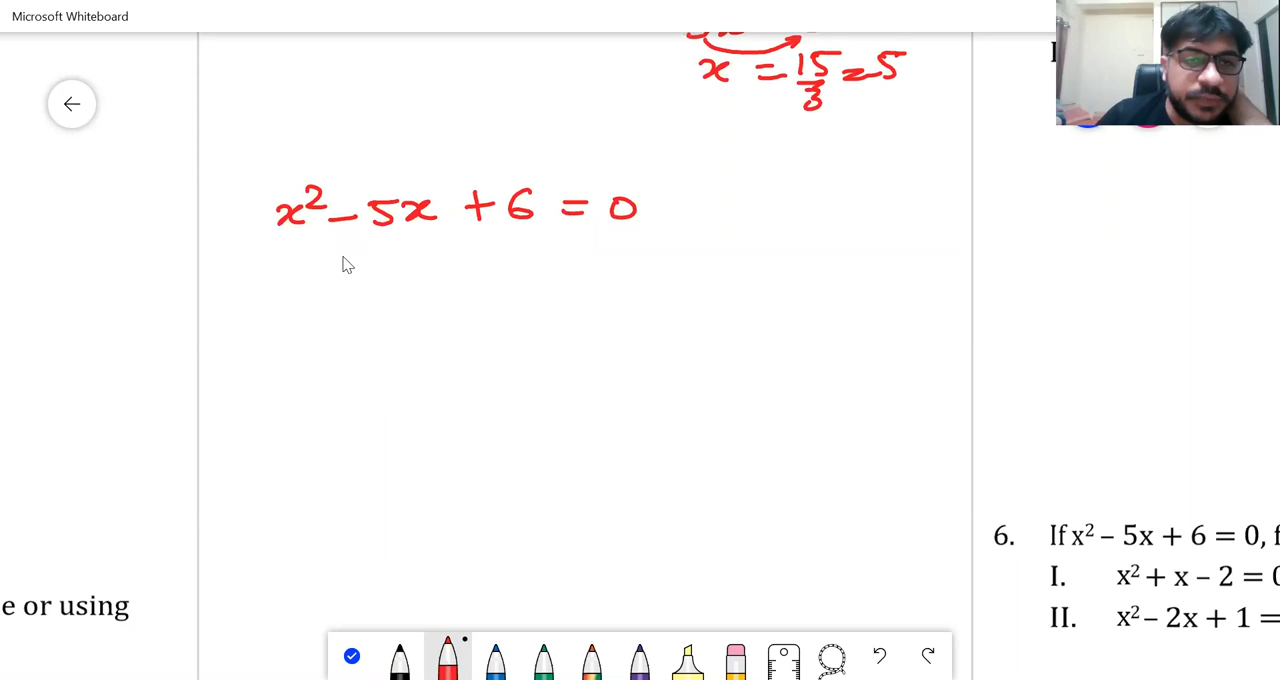 Microsoft Whiteboard
x = 15/3 = 5
x² - 5x + 6 = 0
e or using
6. If x² – 5x + 6 = 0, f
I. x² + x – 2 = 0
II. x² – 2x + 1 =